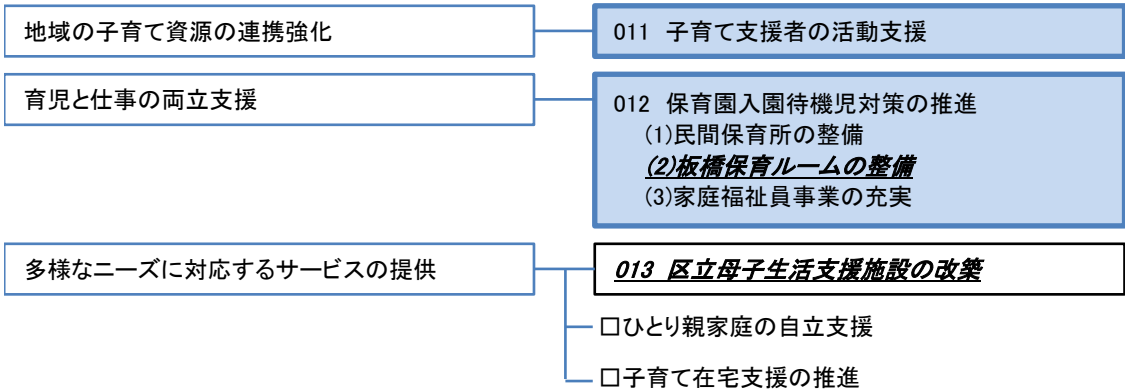 地域の子育て資源の連携強化
011 子育て支援者の活動支援
育児と仕事の両立支援
012 保育園入園待機児対策の推進
(1)民間保育所の整備
(2)板橋保育ルームの整備
(3)家庭福祉員事業の充実
多様なニーズに対応するサービスの提供
013 区立母子生活支援施設の改築
□ひとり親家庭の自立支援
□子育て在宅支援の推進